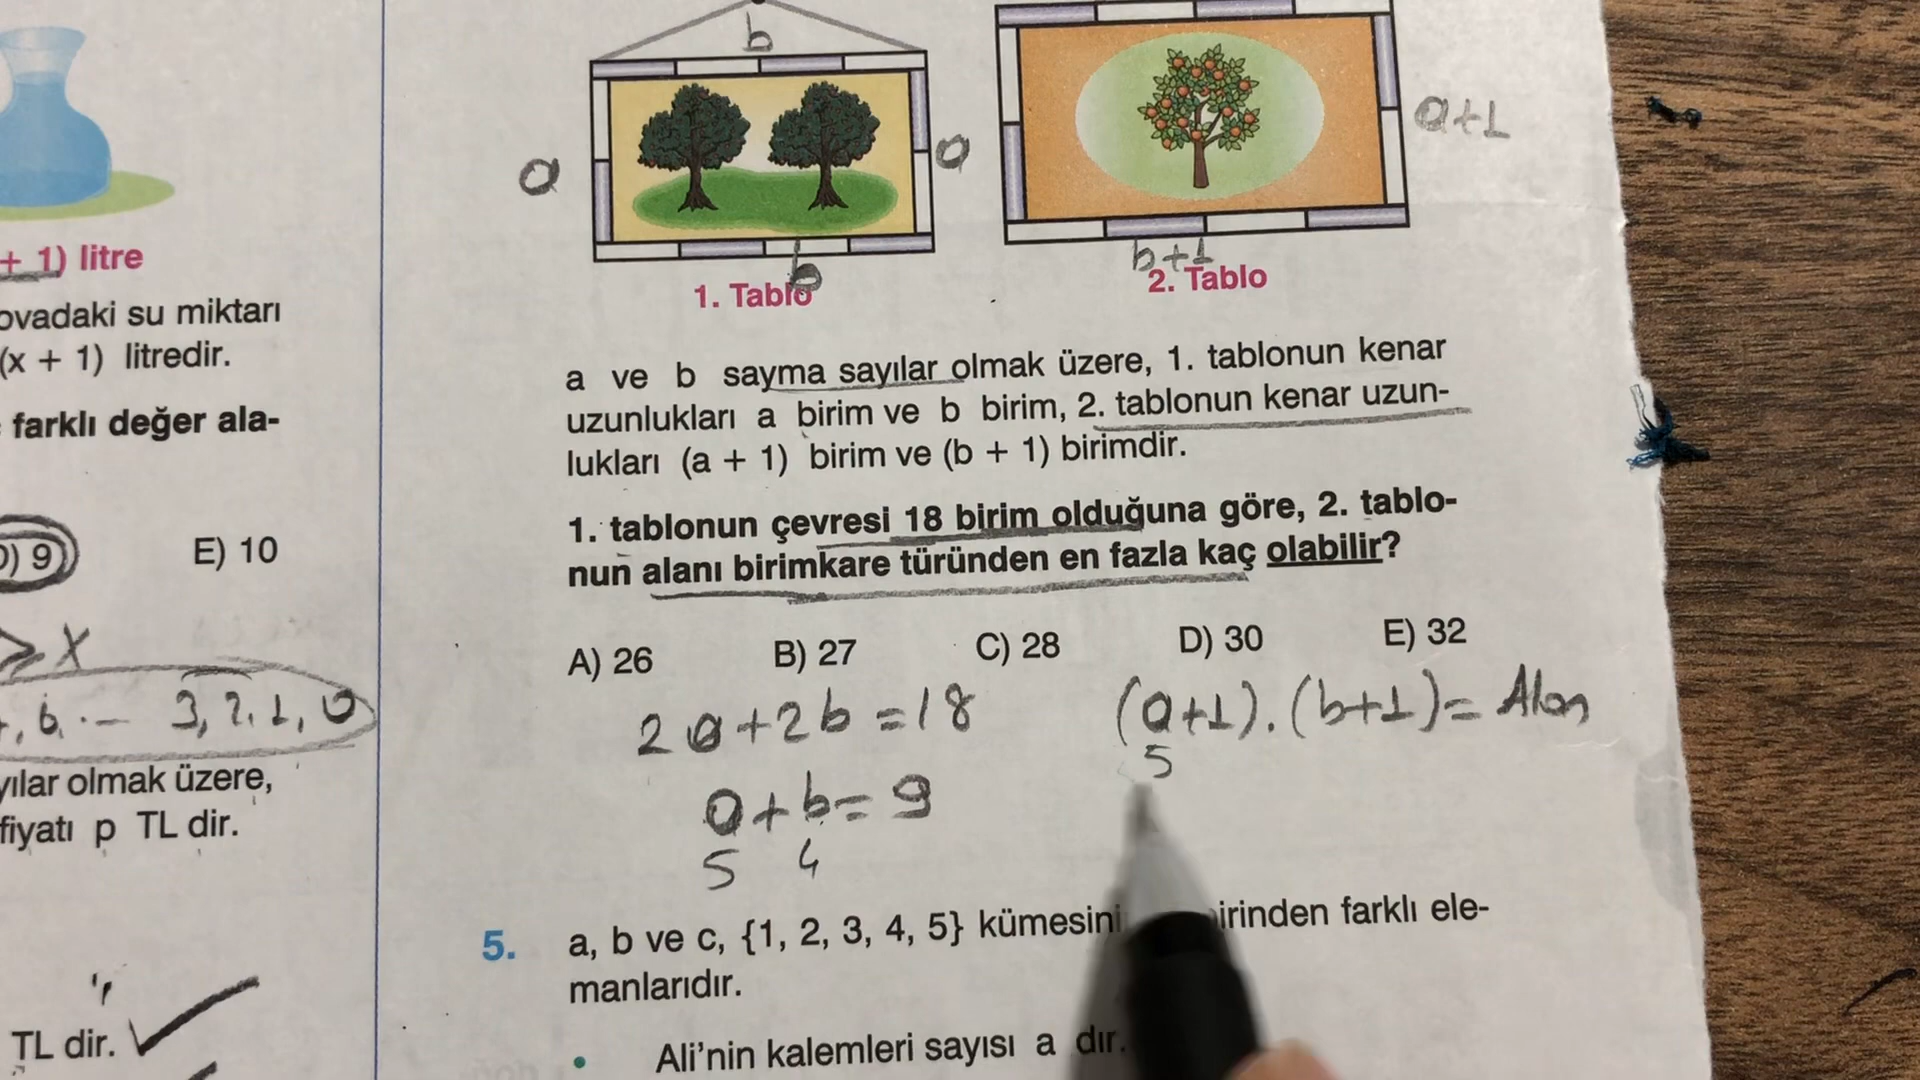 + 1) litre
ovadaki su miktarı
(x + 1) litredir.
farklı değer ala-
D) 9 E) 10
≥ x
, 6, .– 3, 2, 1, 0
yılar olmak üzere,
fiyatı p TL dir.
TL dir.
b
a
a
b
1. Tablo
a+1
b+1
2. Tablo
a ve b sayma sayılar olmak üzere, 1. tablonun kenar
uzunlukları a birim ve b birim, 2. tablonun kenar uzun-
lukları (a + 1) birim ve (b + 1) birimdir.
1. tablonun çevresi 18 birim olduğuna göre, 2. tablo-
nun alanı birimkare türünden en fazla kaç olabilir?
A) 26 B) 27 C) 28 D) 30 E) 32
2a+2b=18
a+b=9
5 4
(a+1).(b+1)= Alan
5
5. a, b ve c, {1, 2, 3, 4, 5} kümesini irinden farklı ele-
manlarıdır.
• Ali'nin kalemleri sayısı a dır.